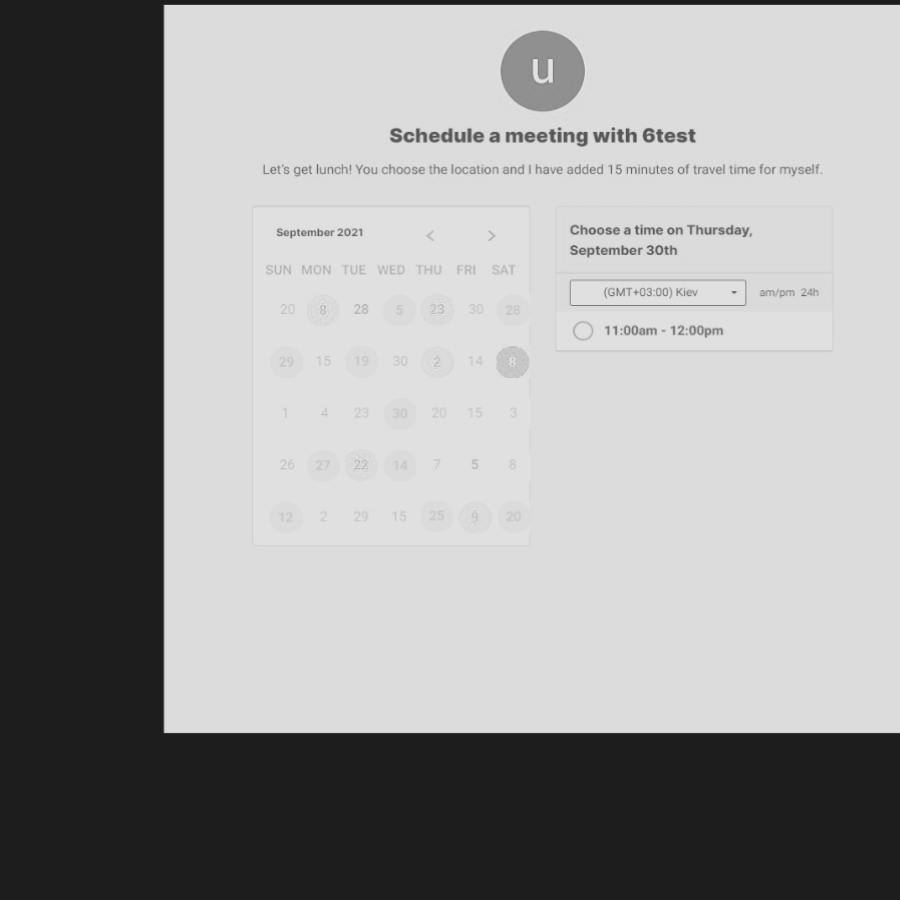 u
Schedule a meeting with 6test
Let's get lunch! You choose the location and I have added 15 minutes of travel time for myself.
September 2021 < >
SUN MON TUE WED THU FRI SAT
20 8 28 5 23 30 28
29 15 19 30 2 14 8
1 4 23 30 20 15 3
26 27 22 14 7 5 8
12 2 29 15 25 9 20
Choose a time on Thursday,
September 30th
(GMT+03:00) Kiev am/pm 24h
11:00am - 12:00pm